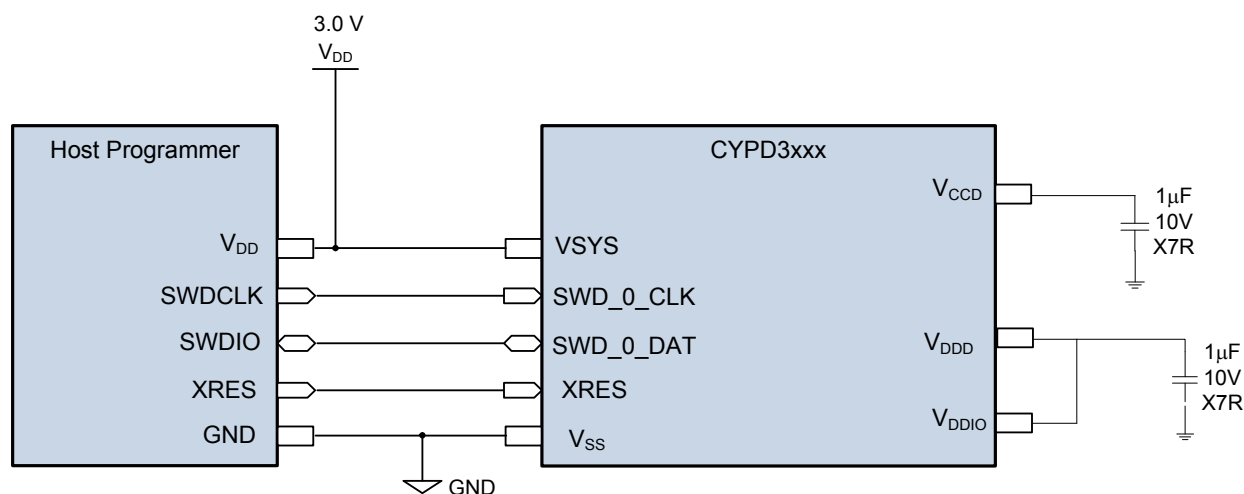 3.0 V
VDD
Host Programmer
CYPD3xxx
VDD
SWDCLK
SWDIO
XRES
GND
VSYS
SWD_0_CLK
SWD_0_DAT
XRES
VSS
GND
VCCD
VDDD
VDDIO
1µF
10V
X7R
1µF
10V
X7R